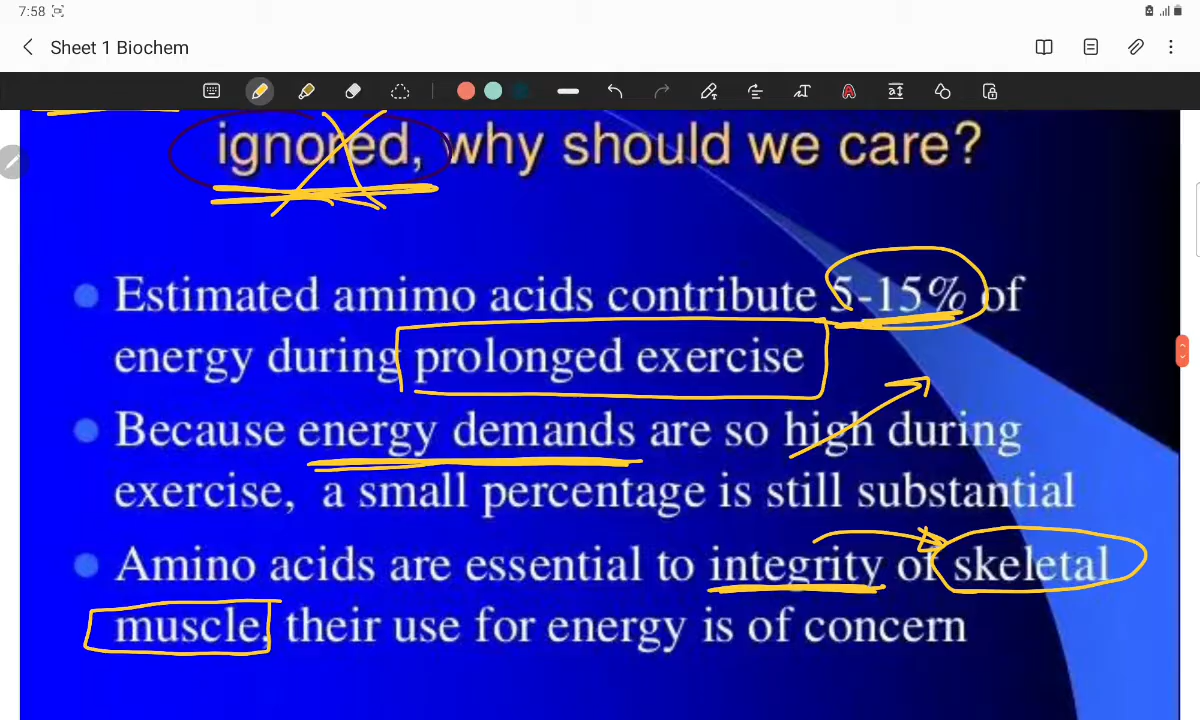 7:58
Sheet 1 Biochem
ignored, why should we care?
Estimated amimo acids contribute 5-15% of
energy during prolonged exercise
Because energy demands are so high during
exercise, a small percentage is still substantial
Amino acids are essential to integrity of skeletal
muscle, their use for energy is of concern